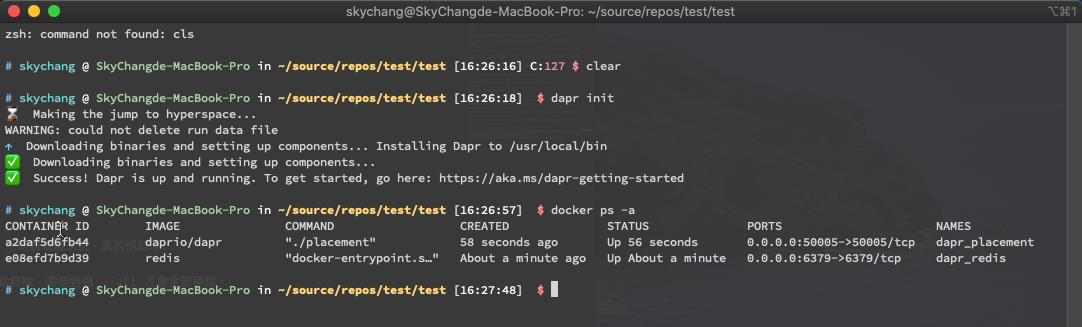 skychang@SkyChangde-MacBook-Pro: ~/source/repos/test/test
⌥⌘1
zsh: command not found: cls
# skychang @ SkyChangde-MacBook-Pro in ~/source/repos/test/test [16:26:16] C:127 $ clear
# skychang @ SkyChangde-MacBook-Pro in ~/source/repos/test/test [16:26:18]  $ dapr init
⌛  Making the jump to hyperspace...
WARNING: could not delete run data file
↑  Downloading binaries and setting up components... Installing Dapr to /usr/local/bin
✅  Downloading binaries and setting up components...
✅  Success! Dapr is up and running. To get started, go here: https://aka.ms/dapr-getting-started
# skychang @ SkyChangde-MacBook-Pro in ~/source/repos/test/test [16:26:57]  $ docker ps -a
CONTAINER ID        IMAGE               COMMAND                  CREATED              STATUS              PORTS                      NAMES
a2daf5d6fb44        daprio/dapr         "./placement"            58 seconds ago       Up 56 seconds       0.0.0.0:50005->50005/tcp   dapr_placement
e08efd7b9d39        redis               "docker-entrypoint.s…"   About a minute ago   Up About a minute   0.0.0.0:6379->6379/tcp     dapr_redis
# skychang @ SkyChangde-MacBook-Pro in ~/source/repos/test/test [16:27:48]  $